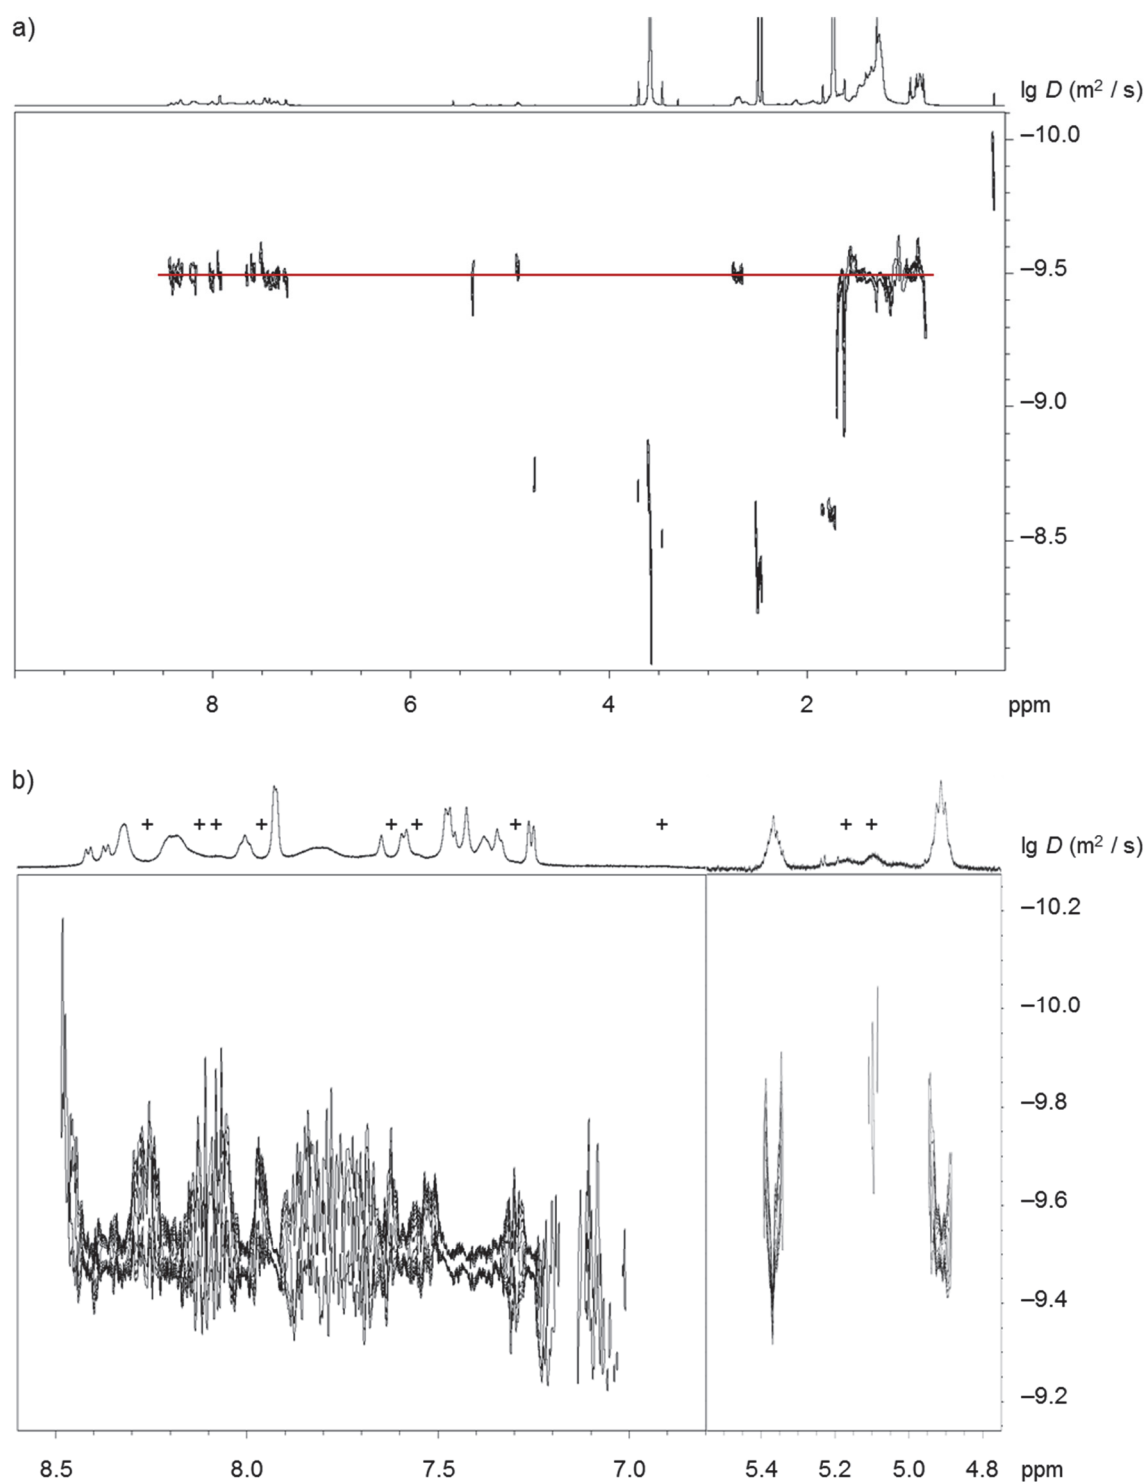 a)
lg D (m² / s)
–10.0
–9.5
–9.0
–8.5
8 6 4 2 ppm
b)
+ + + + + + + + + +
lg D (m² / s)
–10.2
–10.0
–9.8
–9.6
–9.4
–9.2
8.5 8.0 7.5 7.0 5.4 5.2 5.0 4.8 ppm